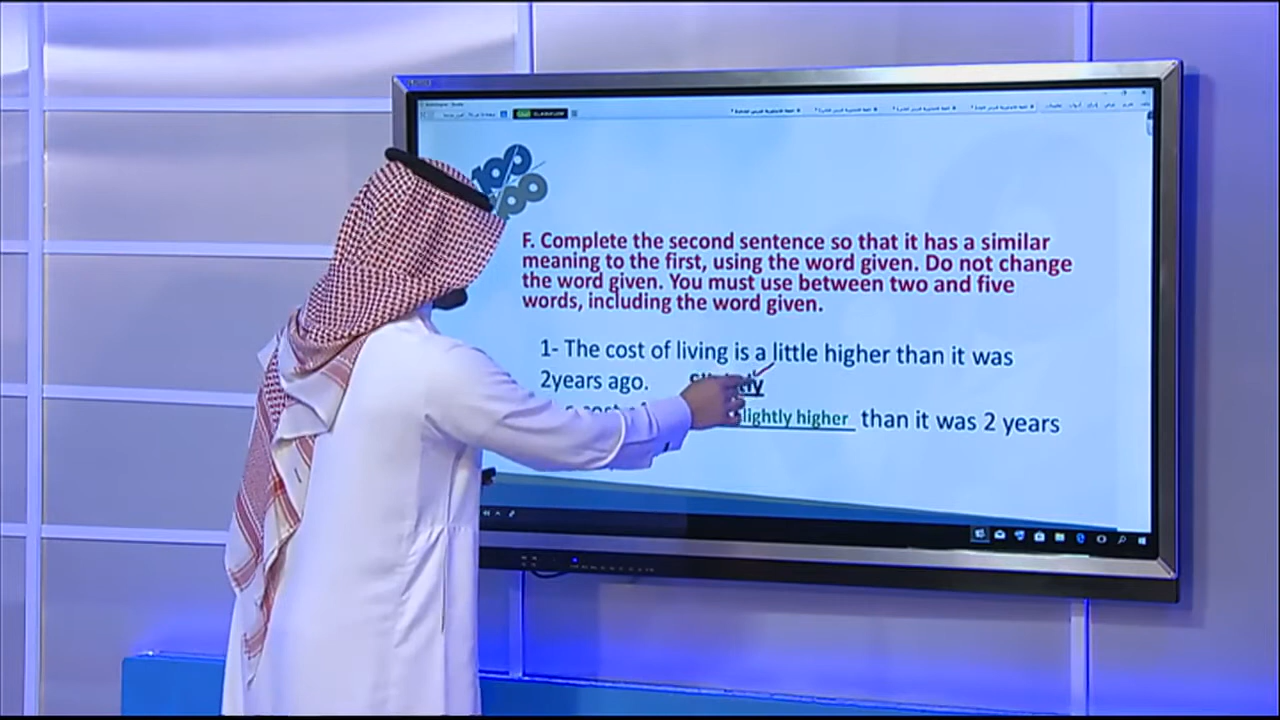 CLASSFLOW
F. Complete the second sentence so that it has a similar
meaning to the first, using the word given. Do not change
the word given. You must use between two and five
words, including the word given.
1- The cost of living is a little higher than it was
2years ago.
lightly higher than it was 2 years